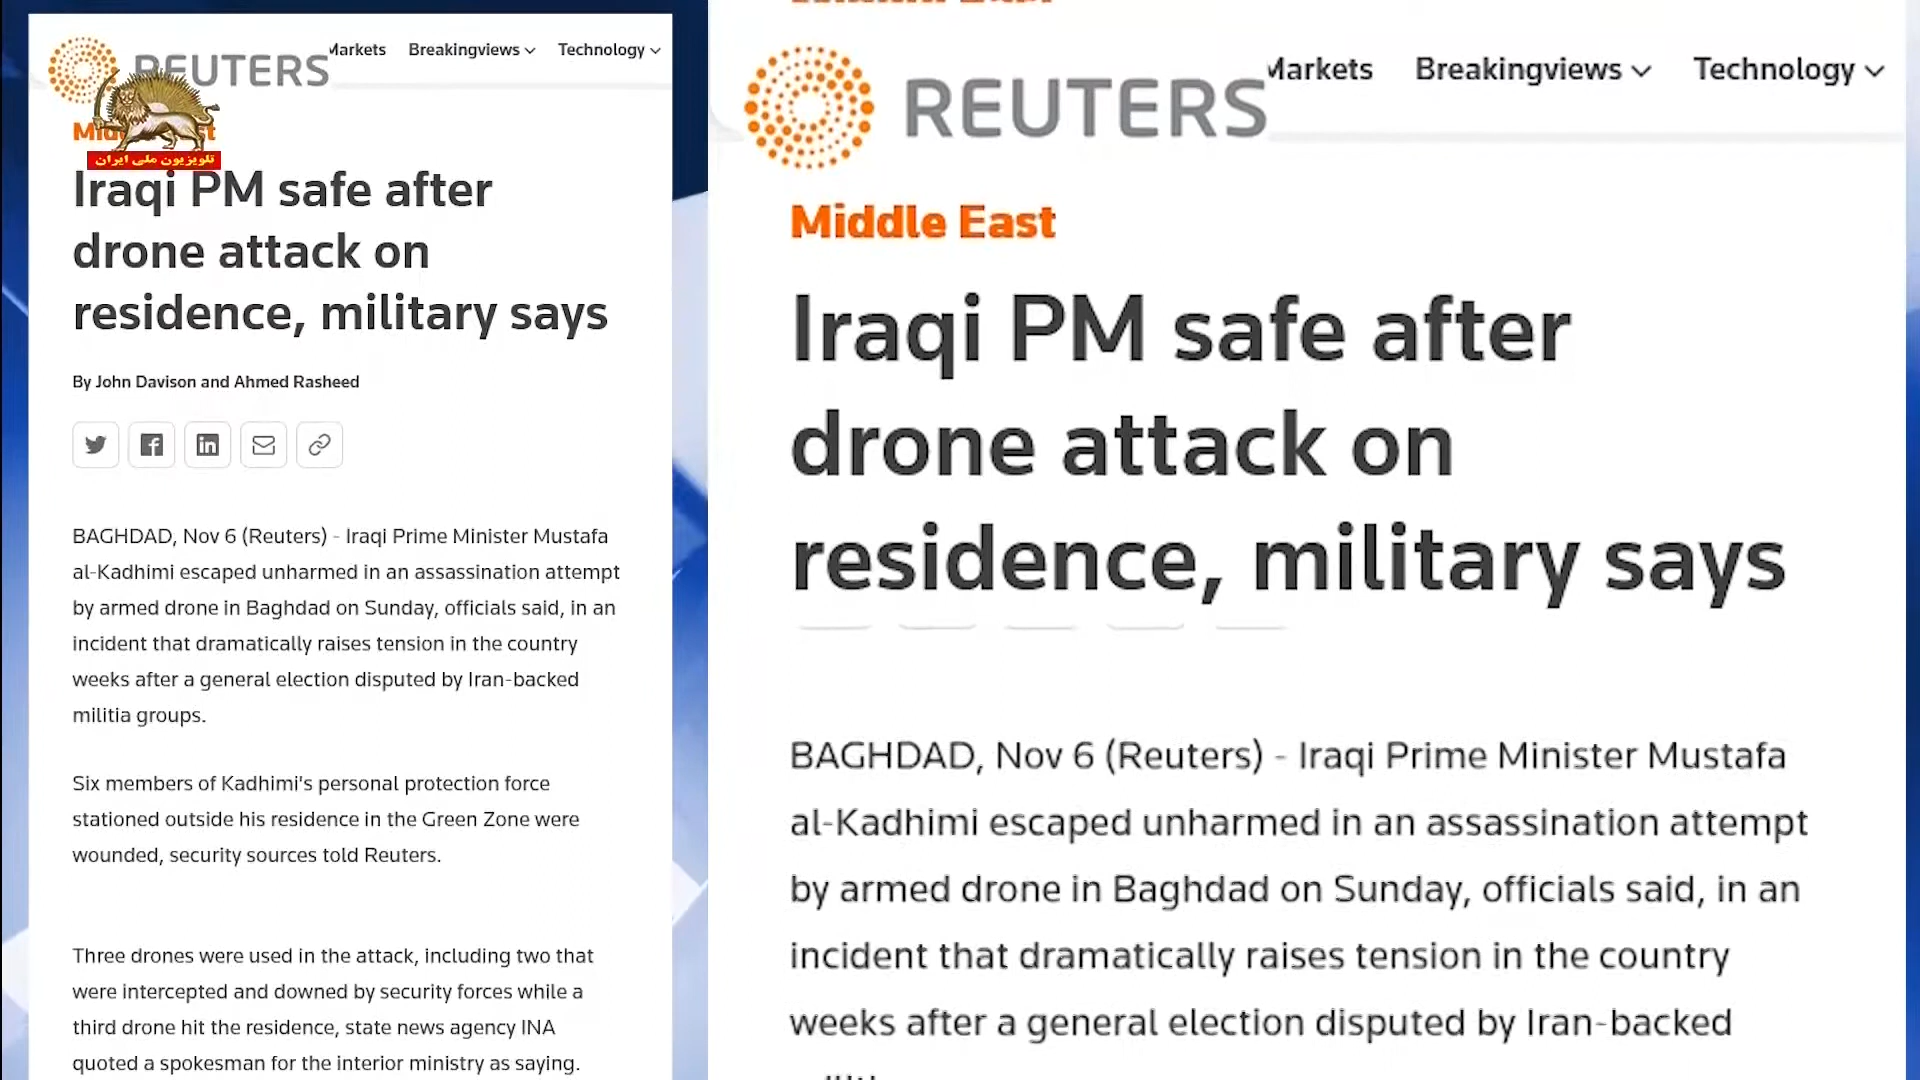 REUTERS
Markets Breakingviews Technology
تلویزیون ملی ایران
Iraqi PM safe after
drone attack on
residence, military says
By John Davison and Ahmed Rasheed
BAGHDAD, Nov 6 (Reuters) - Iraqi Prime Minister Mustafa
al-Kadhimi escaped unharmed in an assassination attempt
by armed drone in Baghdad on Sunday, officials said, in an
incident that dramatically raises tension in the country
weeks after a general election disputed by Iran-backed
militia groups.
Six members of Kadhimi's personal protection force
stationed outside his residence in the Green Zone were
wounded, security sources told Reuters.
Three drones were used in the attack, including two that
were intercepted and downed by security forces while a
third drone hit the residence, state news agency INA
quoted a spokesman for the interior ministry as saying.
REUTERS
Markets Breakingviews Technology
Middle East
Iraqi PM safe after
drone attack on
residence, military says
BAGHDAD, Nov 6 (Reuters) - Iraqi Prime Minister Mustafa
al-Kadhimi escaped unharmed in an assassination attempt
by armed drone in Baghdad on Sunday, officials said, in an
incident that dramatically raises tension in the country
weeks after a general election disputed by Iran-backed